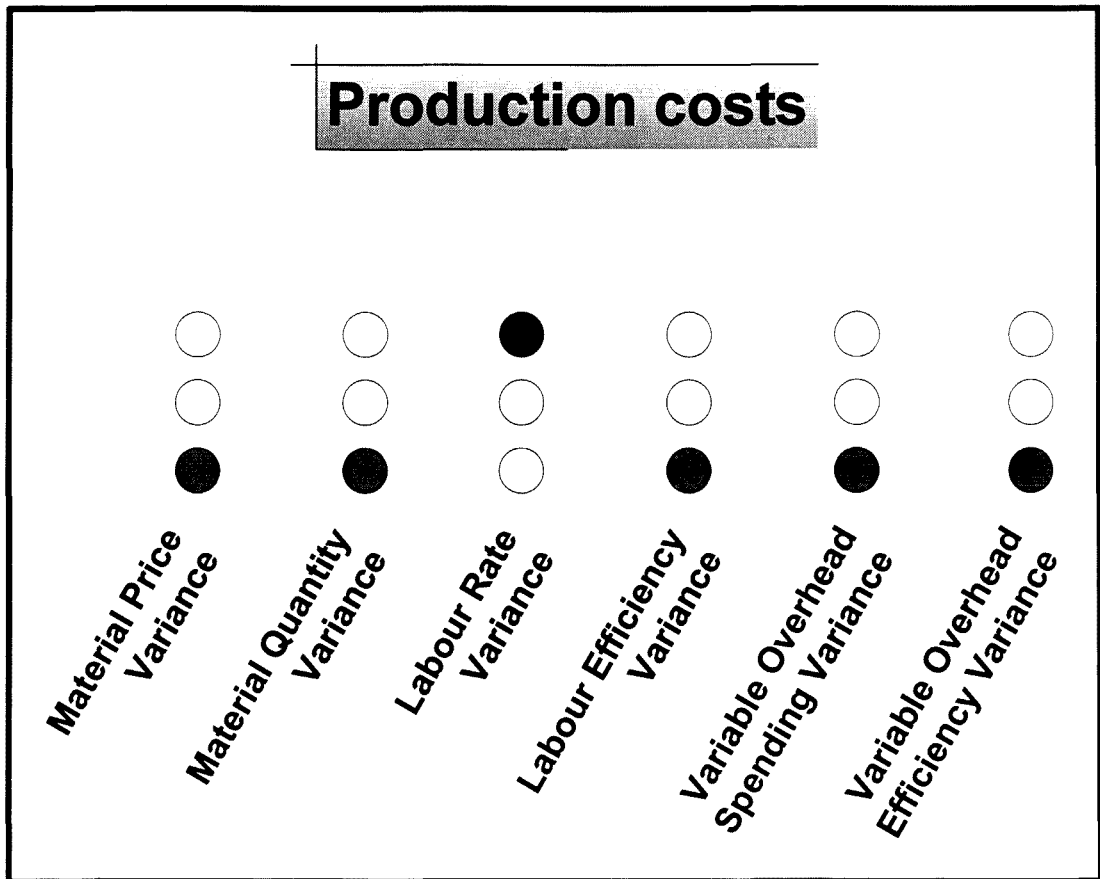 Production costs
Material Price
Variance
Material Quantity
Variance
Labour Rate
Variance
Labour Efficiency
Variance
Variable Overhead
Spending Variance
Variable Overhead
Efficiency Variance